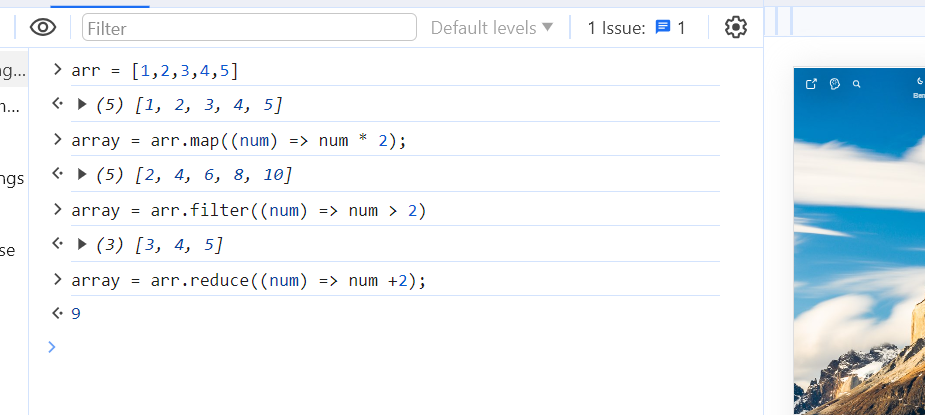 Filter
Default levels ▼
1 Issue: 1
> arr = [1,2,3,4,5]
(5) [1, 2, 3, 4, 5]
> array = arr.map((num) => num * 2);
(5) [2, 4, 6, 8, 10]
> array = arr.filter((num) => num > 2)
(3) [3, 4, 5]
> array = arr.reduce((num) => num +2);
9
>
g...
...
ngs
se